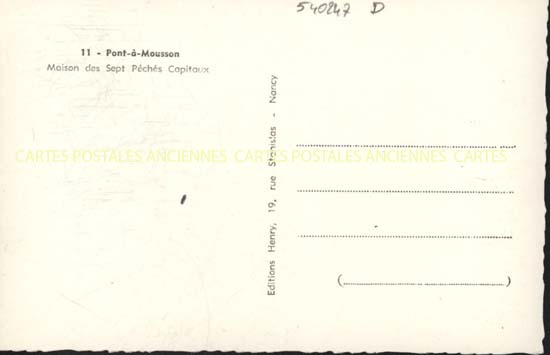 540247 D
11 - Pont-à-Mousson
Maison des Sept Péchés Capitaux
Editions Henry, 19, rue Stanislas - Nancy
CARTES POSTALES ANCIENNES CARTES POSTALES ANCIENNES CARTES
(
)